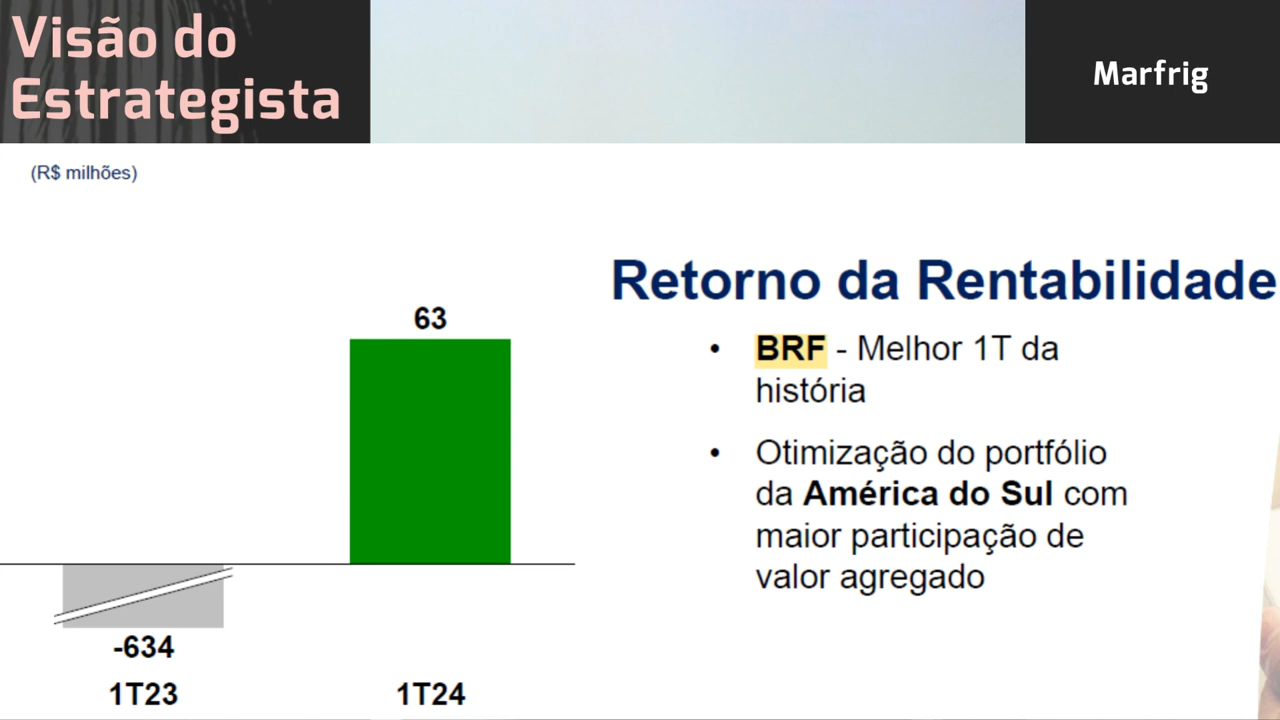 Visão do
Estrategista
Marfrig
(R$ milhões)
63
-634
1T23
1T24
Retorno da Rentabilidade
• BRF - Melhor 1T da
história
• Otimização do portfólio
da América do Sul com
maior participação de
valor agregado